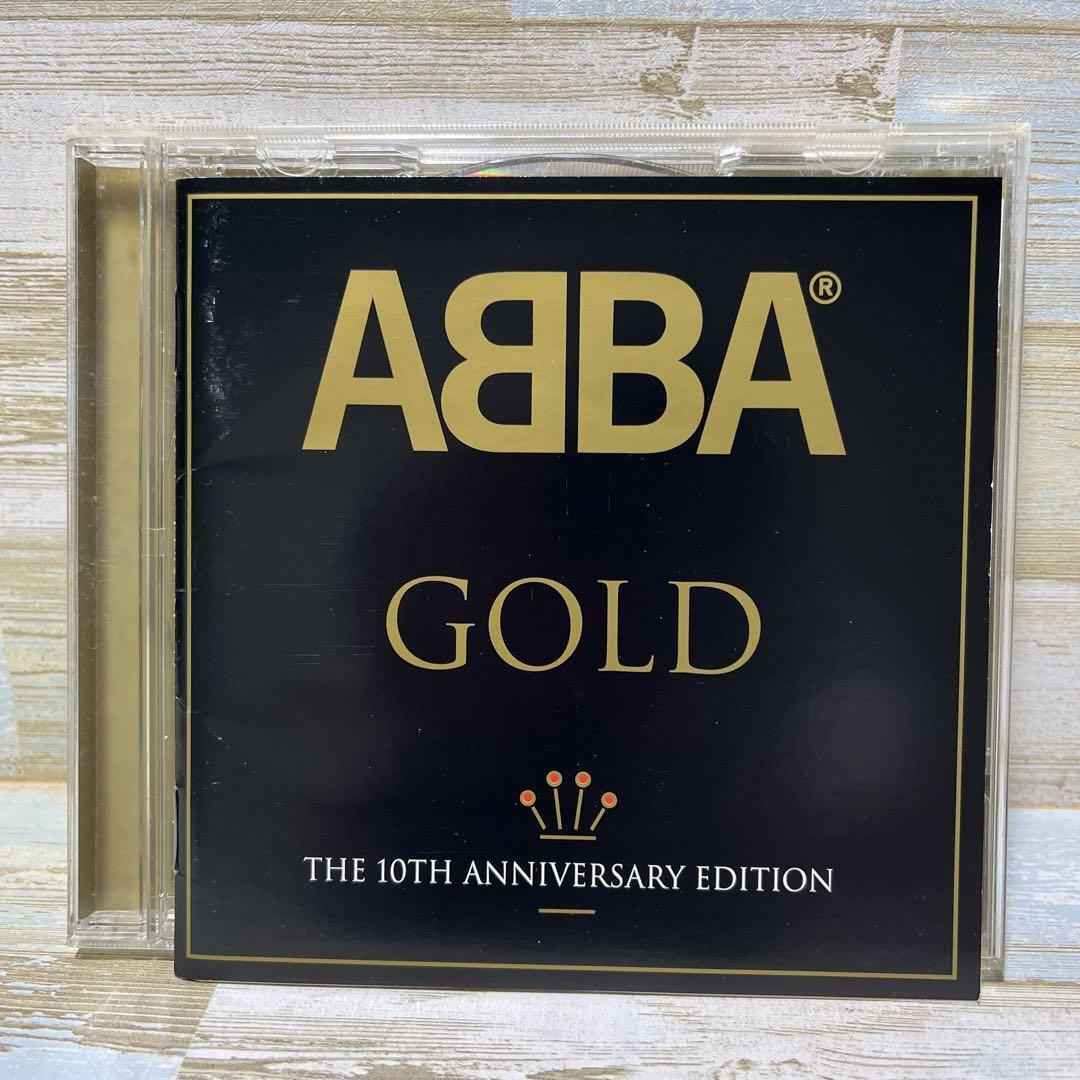 ABBA®
GOLD
THE 10TH ANNIVERSARY EDITION